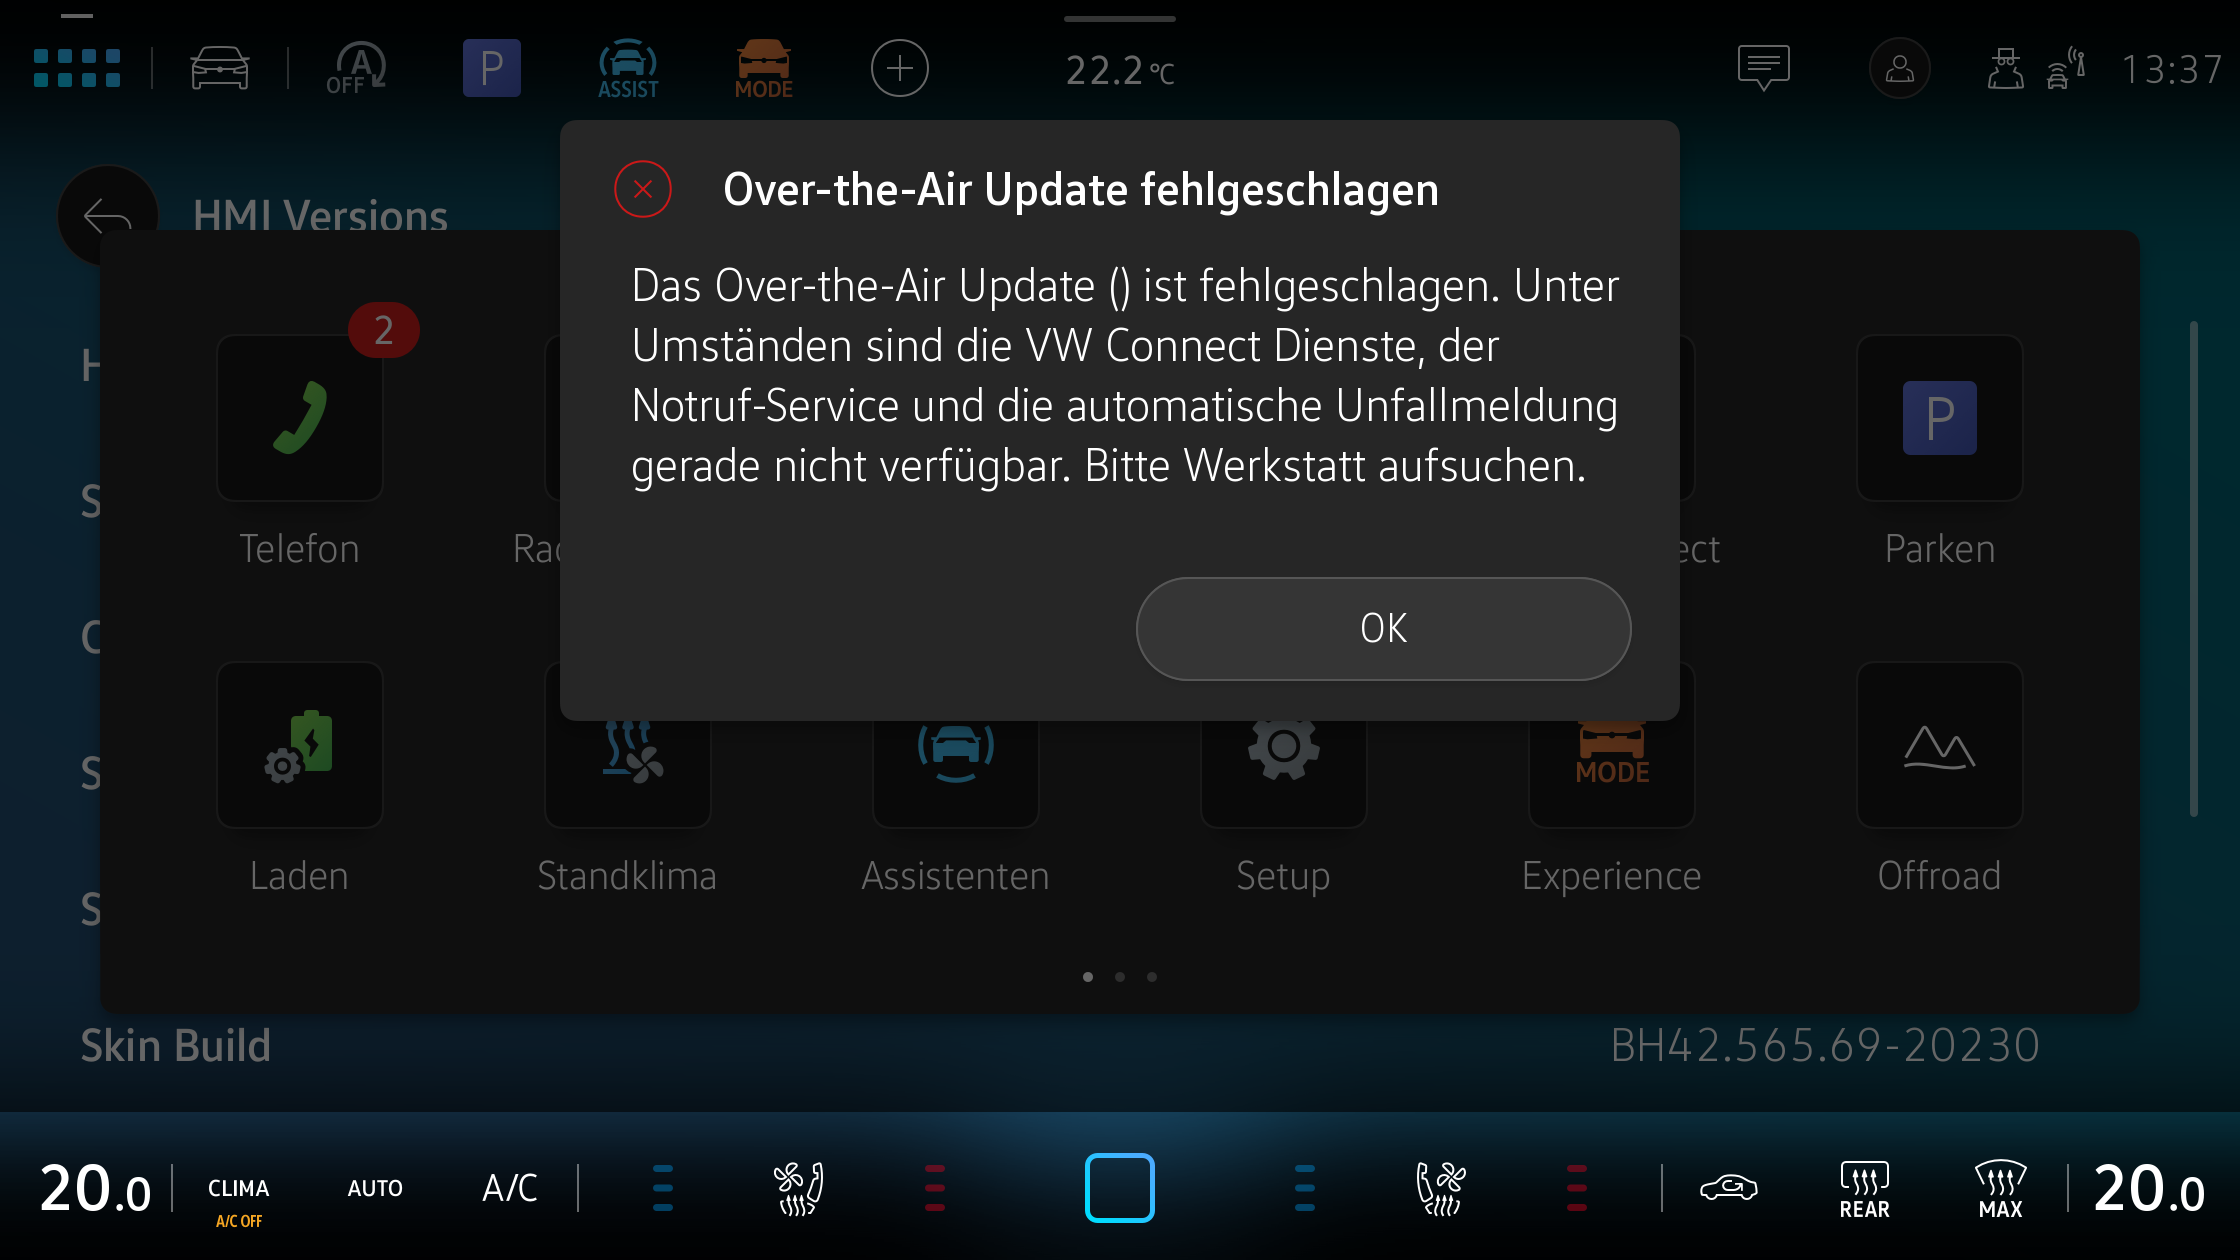 A
OFF
P
ASSIST
MODE
22.2 °C
13:37
HMI Versions
Over-the-Air Update fehlgeschlagen
Das Over-the-Air Update () ist fehlgeschlagen. Unter
Umständen sind die VW Connect Dienste, der
Notruf-Service und die automatische Unfallmeldung
gerade nicht verfügbar. Bitte Werkstatt aufsuchen.
OK
2
P
Telefon
Parken
MODE
Laden
Standklima
Assistenten
Setup
Experience
Offroad
Skin Build
BH42.565.69-20230
20.0
CLIMA
A/C OFF
AUTO
A/C
REAR
MAX
20.0